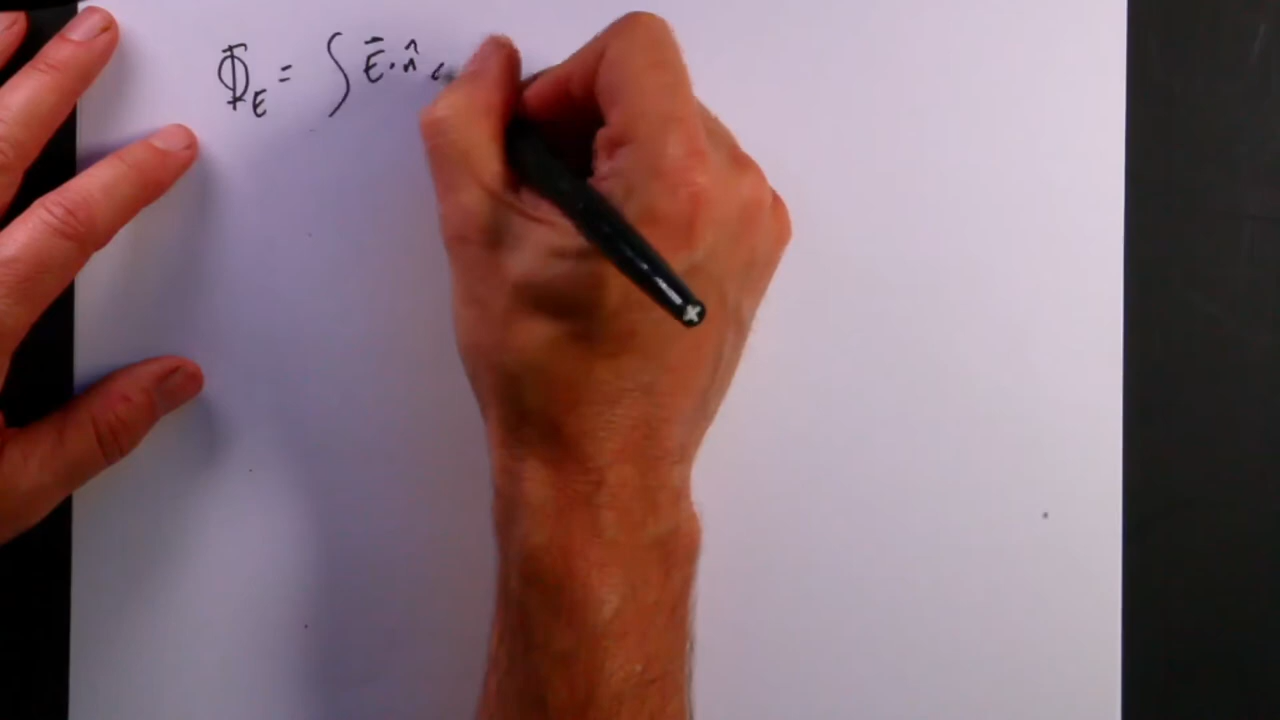 Φ_E = ∫ E⃗ · n̂